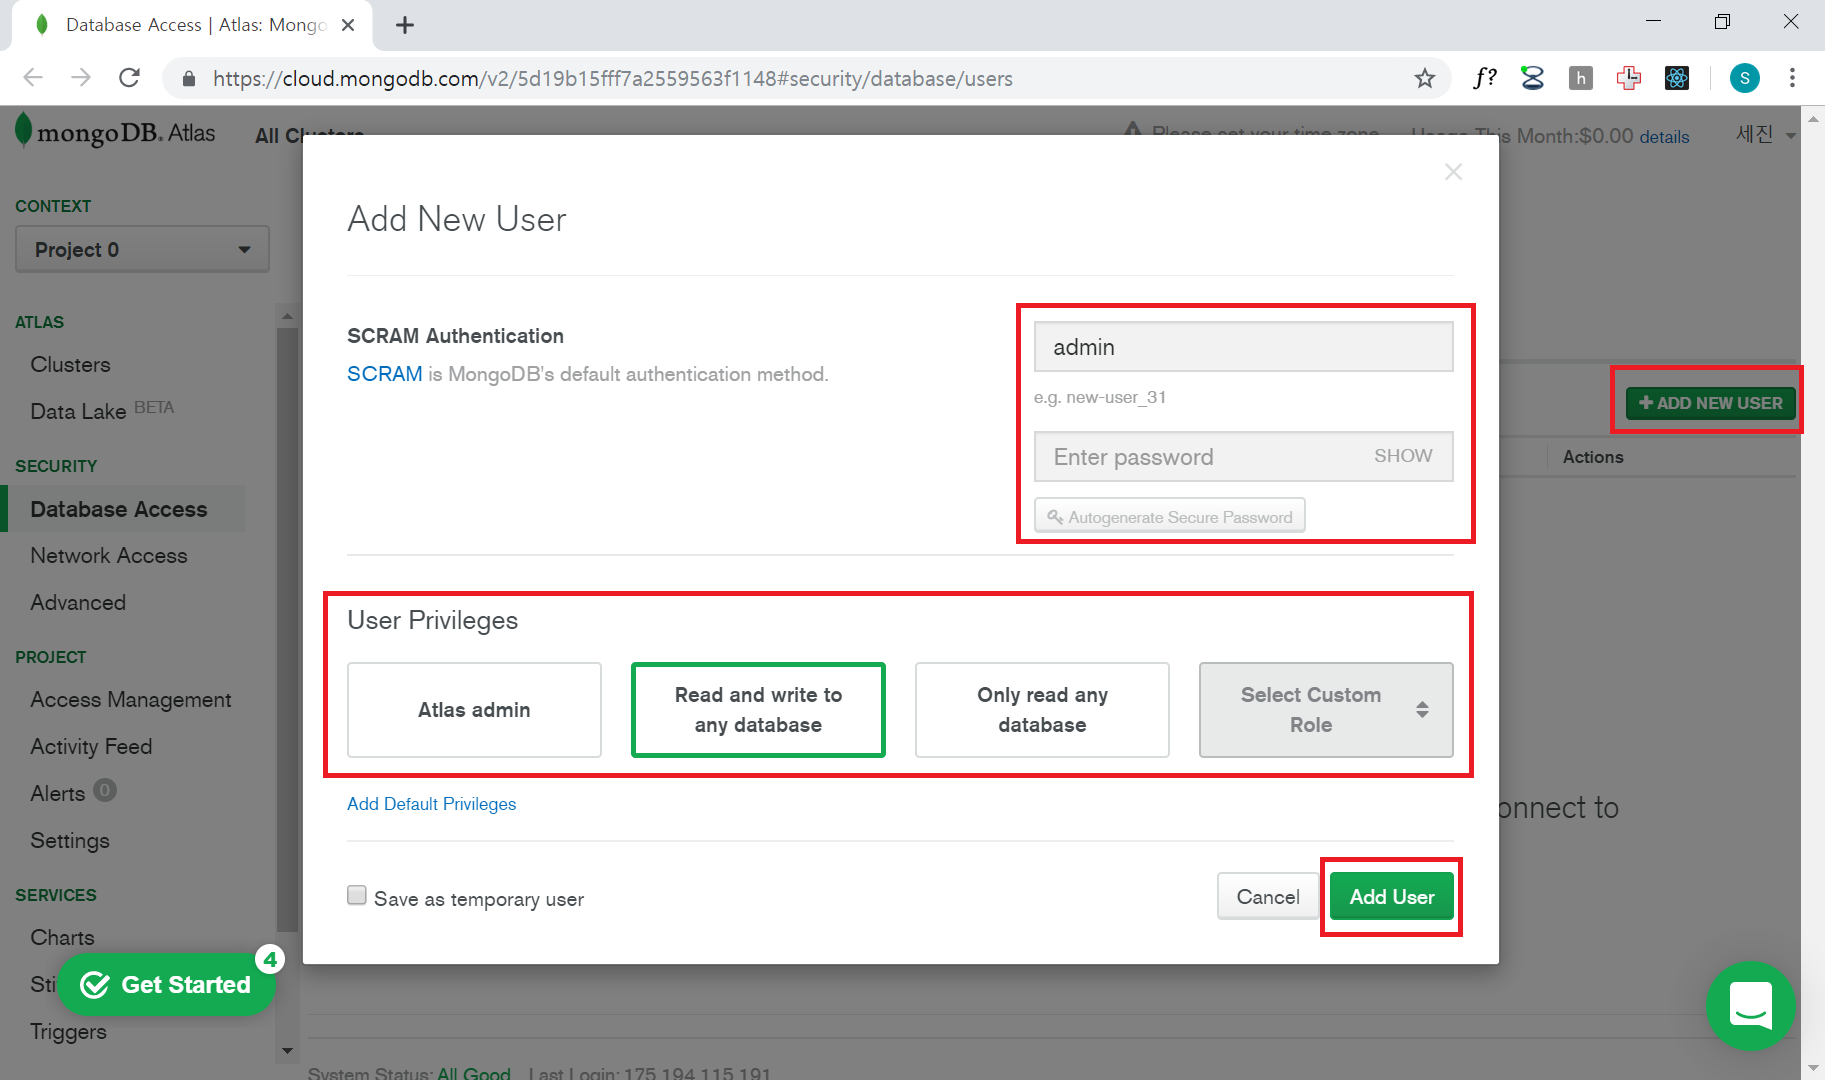 Database Access | Atlas: Mongo
https://cloud.mongodb.com/v2/5d19b15fff7a2559563f1148#security/database/users
f?
h
S
mongoDB. Atlas
All Clusters
Please set your time zone
Usage This Month:$0.00 details
세진
CONTEXT
Project 0
ATLAS
Clusters
Data Lake BETA
SECURITY
Database Access
Network Access
Advanced
PROJECT
Access Management
Activity Feed
Alerts 0
Settings
SERVICES
Charts
Sti
Triggers
Get Started
4
Add New User
SCRAM Authentication
SCRAM is MongoDB's default authentication method.
admin
e.g. new-user_31
Enter password
SHOW
Autogenerate Secure Password
User Privileges
Atlas admin
Read and write to
any database
Only read any
database
Select Custom
Role
Add Default Privileges
Save as temporary user
Cancel
Add User
ADD NEW USER
Actions
onnect to
System Status: All Good
Last Login: 175.194.115.191